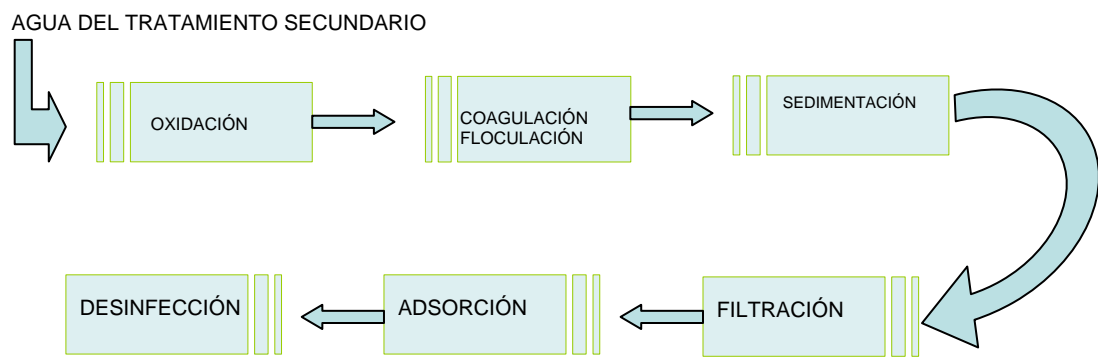 AGUA DEL TRATAMIENTO SECUNDARIO
OXIDACIÓN
COAGULACIÓN
FLOCULACIÓN
SEDIMENTACIÓN
FILTRACIÓN
ADSORCIÓN
DESINFECCIÓN